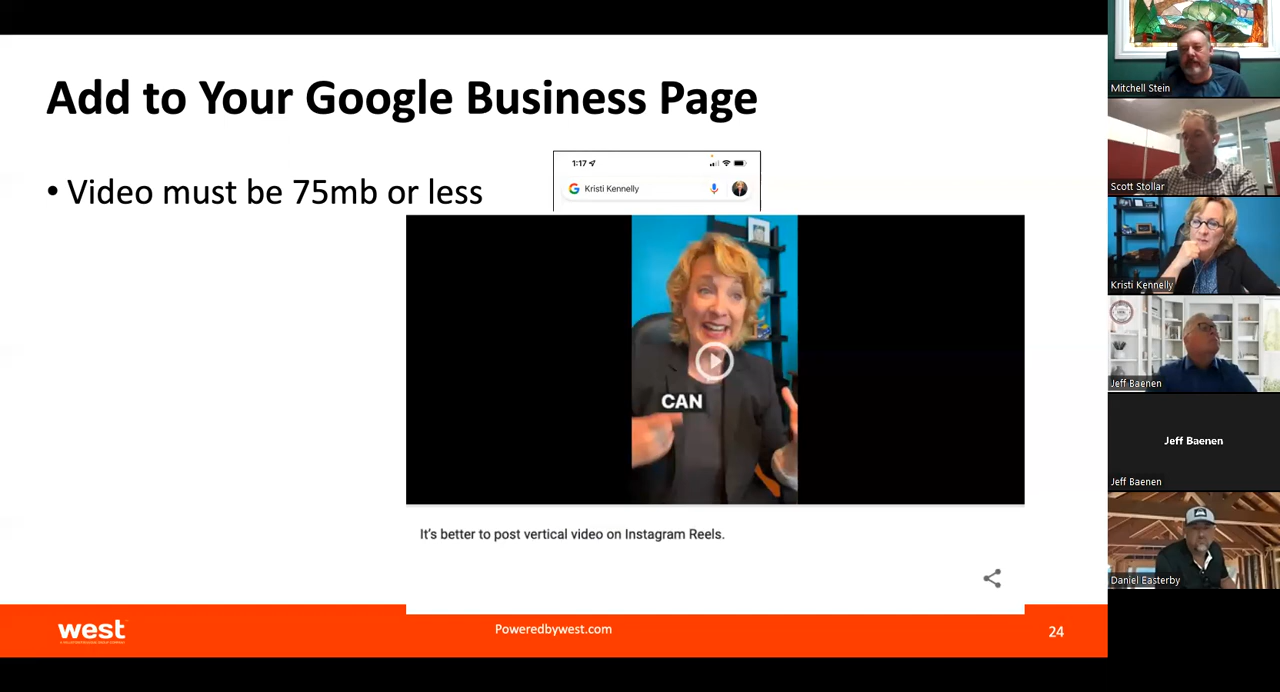 Add to Your Google Business Page
• Video must be 75mb or less
1:17
Kristi Kennelly
CAN
It's better to post vertical video on Instagram Reels.
west
Poweredbywest.com
24
Mitchell Stein
Scott Stollar
Kristi Kennelly
Jeff Baenen
Jeff Baenen
Jeff Baenen
Daniel Easterby